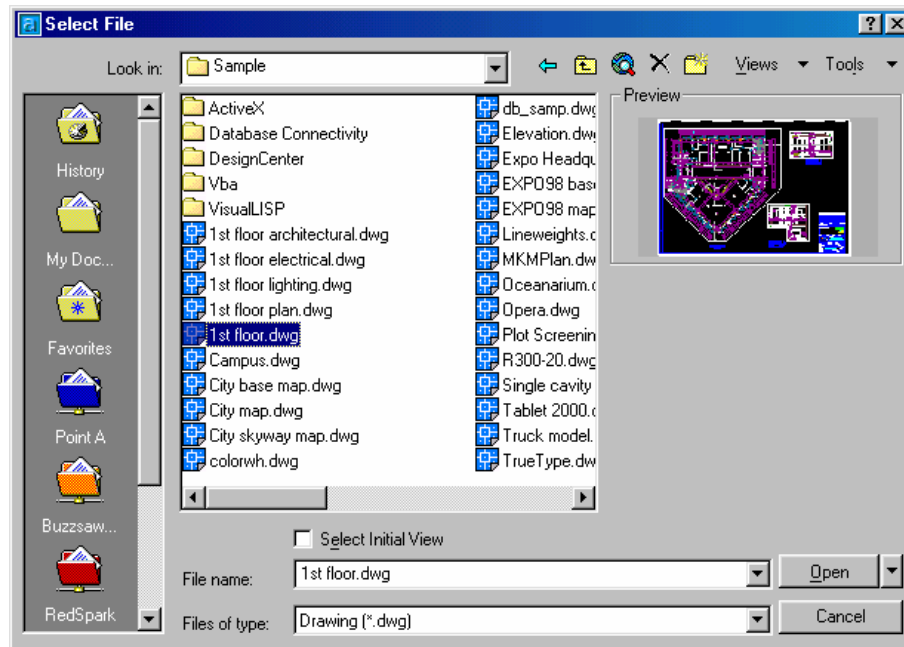 Select File
Look in:
Sample
Views
Tools
History
My Doc...
Favorites
Point A
Buzzsaw...
RedSpark
ActiveX
Database Connectivity
DesignCenter
Vba
VisualLISP
1st floor architectural.dwg
1st floor electrical.dwg
1st floor lighting.dwg
1st floor plan.dwg
1st floor.dwg
Campus.dwg
City base map.dwg
City map.dwg
City skyway map.dwg
colorwh.dwg
db_samp.dwg
Elevation.dwg
Expo Headqu
EXPO98 base
EXPO98 map
Lineweights.d
MKMPlan.dw
Oceanarium.d
Opera.dwg
Plot Screenin
R300-20.dwg
Single cavity
Tablet 2000.d
Truck model.
TrueType.dw
Preview
Select Initial View
File name:
1st floor.dwg
Open
Files of type:
Drawing (*.dwg)
Cancel